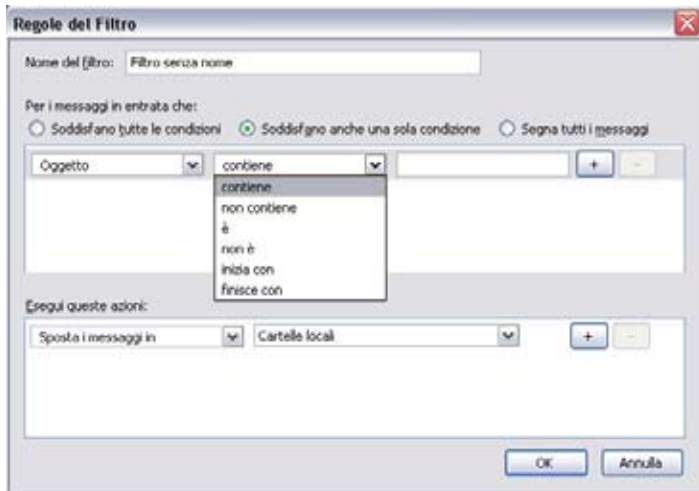 Regole del Filtro
Nome del filtro: Filtro senza nome
Per i messaggi in entrata che:
Soddisfano tutte le condizioni Soddisfano anche una sola condizione Segna tutti i messaggi
Oggetto contiene + -
contiene
non contiene
è
non è
inizia con
finisce con
Esegui queste azioni:
Sposta i messaggi in Cartelle locali + -
OK Annulla